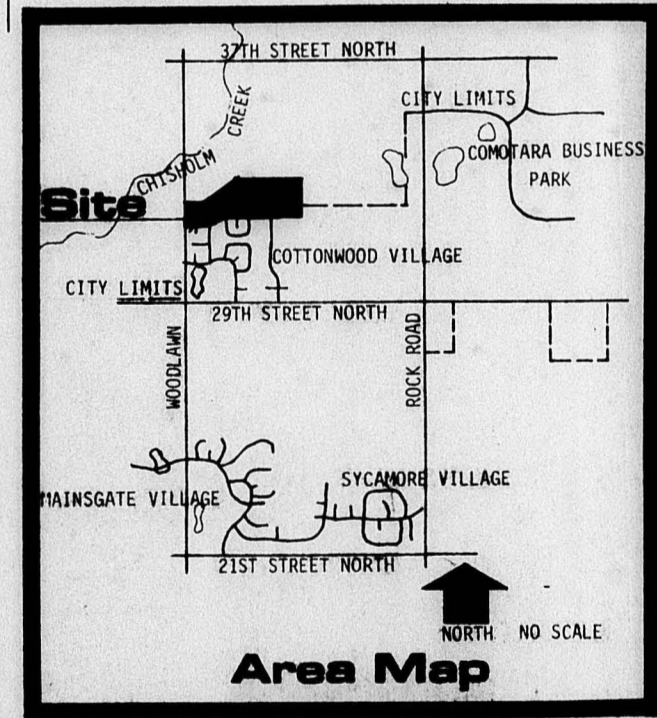 37TH STREET NORTH
CITY LIMITS
CREEK
CHISHOLM
COMOTARA BUSINESS
PARK
Site
COTTONWOOD VILLAGE
CITY LIMITS
29TH STREET NORTH
WOODLAWN
ROCK ROAD
SYCAMORE VILLAGE
MAINSGATE VILLAGE
21ST STREET NORTH
NORTH NO SCALE
Area Map